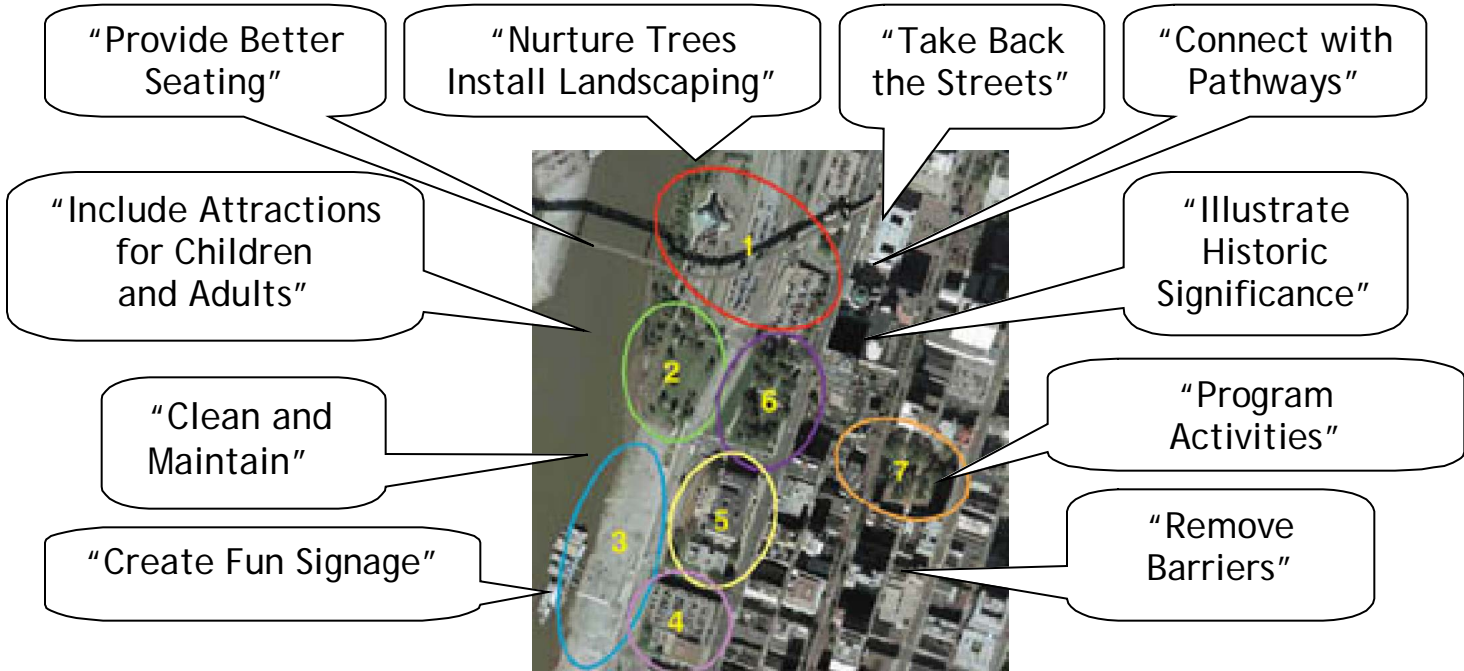 “Provide Better
Seating”
“Nurture Trees
Install Landscaping”
“Take Back
the Streets”
“Connect with
Pathways”
“Include Attractions
for Children
and Adults”
“Illustrate
Historic
Significance”
“Clean and
Maintain”
“Program
Activities”
“Create Fun Signage”
“Remove
Barriers”
1
2
6
7
5
3
4